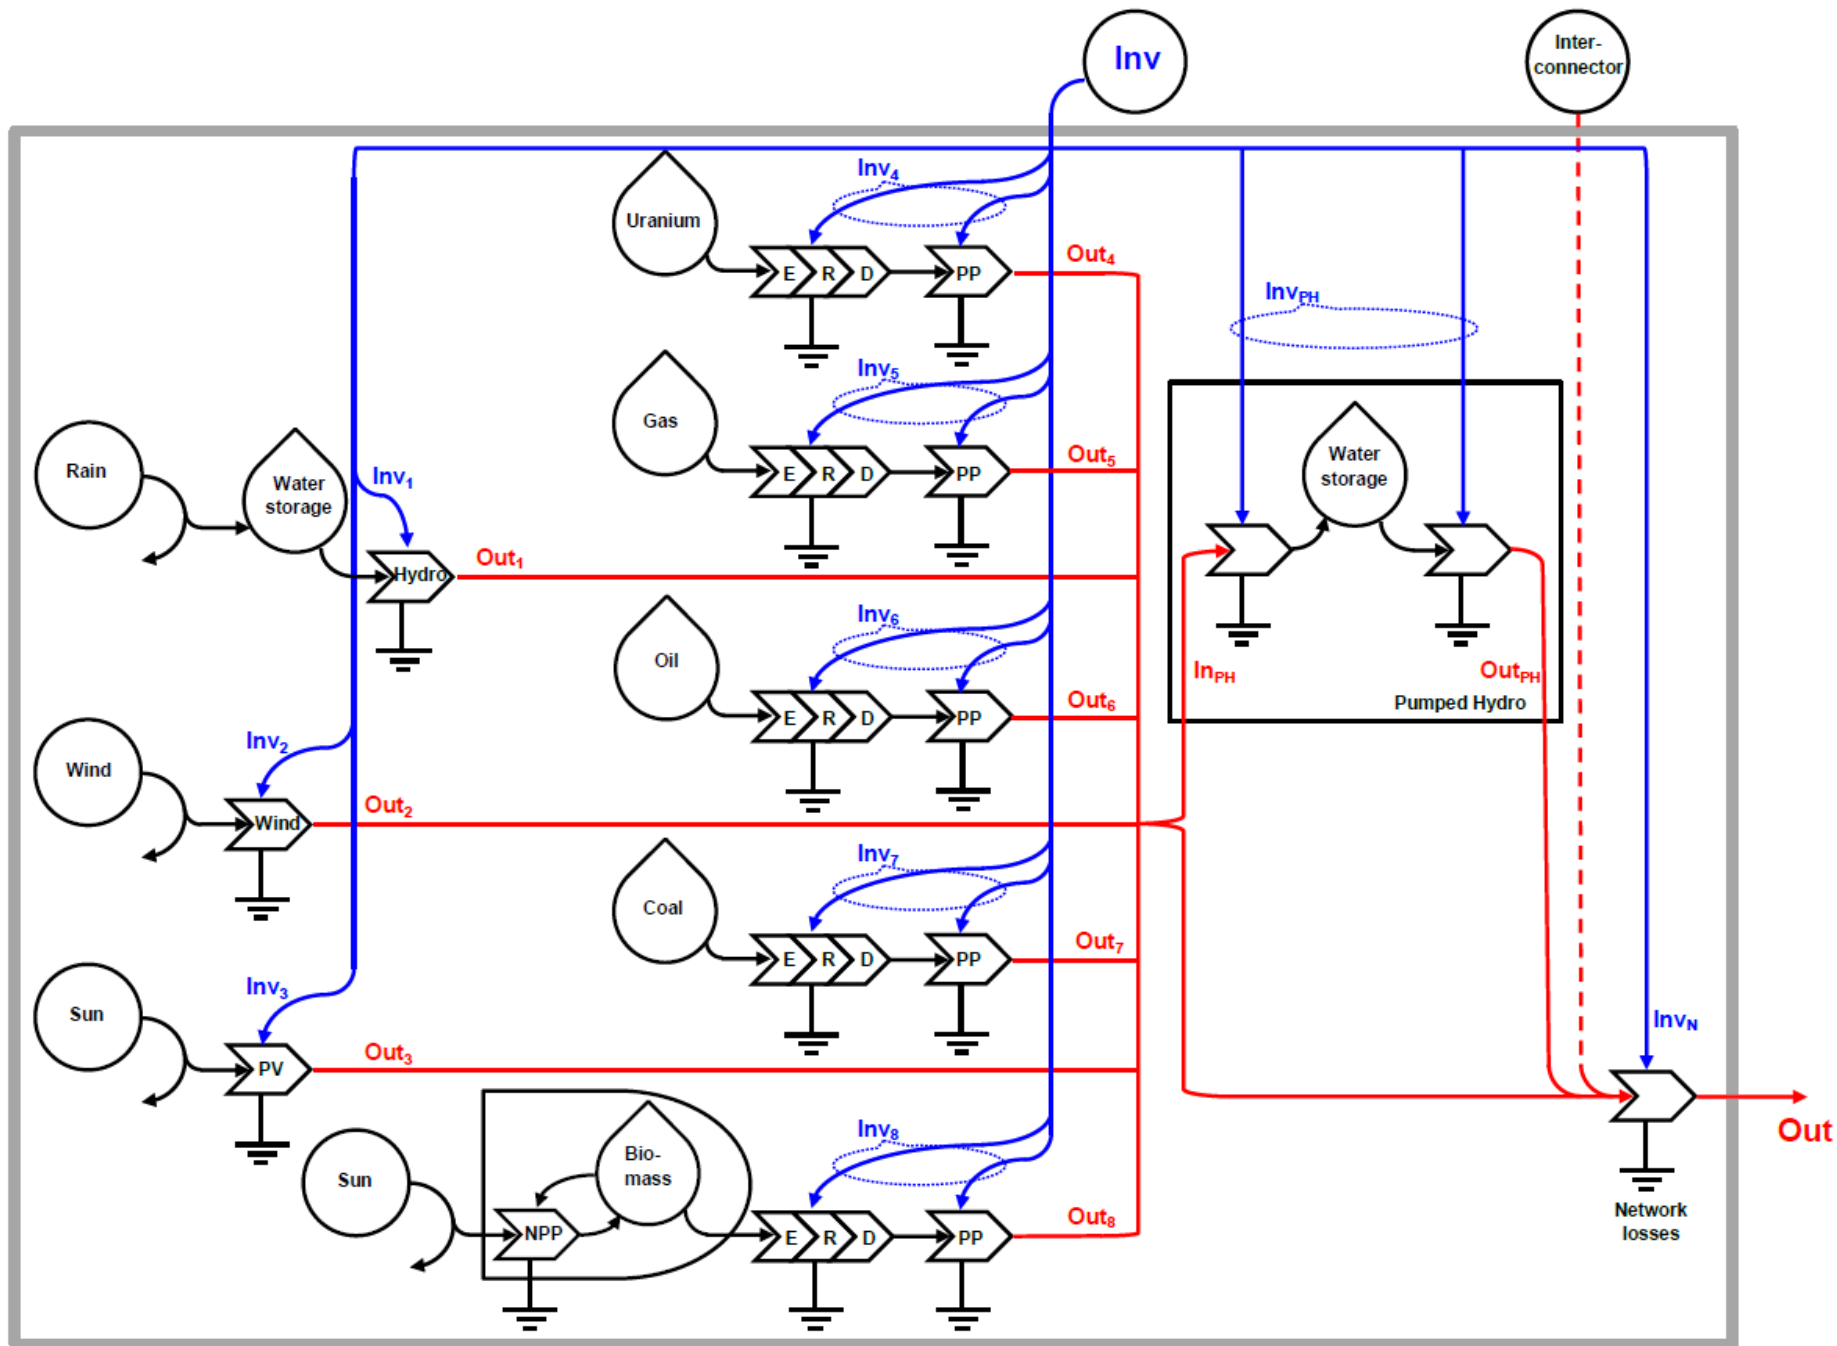 Inv
Inter-
connector
Inv4
Uranium
E R D
PP
Out4
InvPH
Inv5
Gas
E R D
PP
Out5
Rain
Water
storage
Inv1
Hydro
Out1
Water
storage
InPH
OutPH
Pumped Hydro
Inv6
Oil
E R D
PP
Out6
Wind
Inv2
Wind
Out2
Inv7
Coal
E R D
PP
Out7
Sun
Inv3
PV
Out3
InvN
Out
Network
losses
Sun
NPP
Bio-
mass
Inv8
E R D
PP
Out8